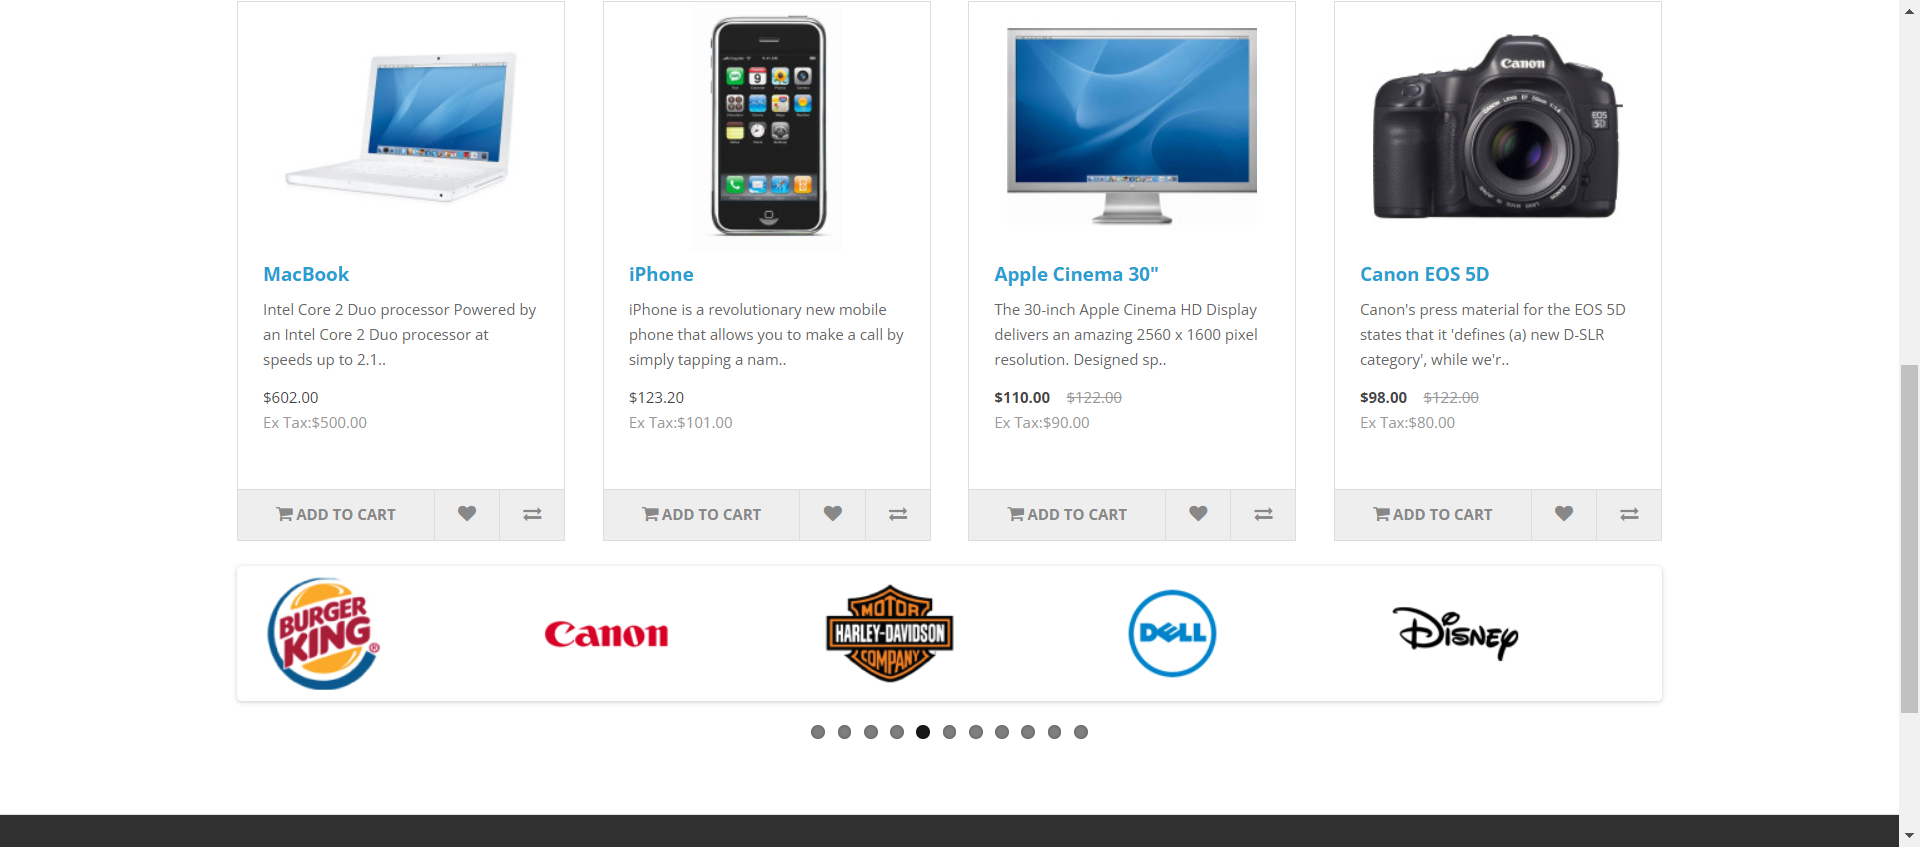 Canon
EOS
5D
MacBook
Intel Core 2 Duo processor Powered by
an Intel Core 2 Duo processor at
speeds up to 2.1..
$602.00
Ex Tax:$500.00
ADD TO CART
iPhone
iPhone is a revolutionary new mobile
phone that allows you to make a call by
simply tapping a nam..
$123.20
Ex Tax:$101.00
ADD TO CART
Apple Cinema 30"
The 30-inch Apple Cinema HD Display
delivers an amazing 2560 x 1600 pixel
resolution. Designed sp..
$110.00 $122.00
Ex Tax:$90.00
ADD TO CART
Canon EOS 5D
Canon's press material for the EOS 5D
states that it 'defines (a) new D-SLR
category', while we'r..
$98.00 $122.00
Ex Tax:$80.00
ADD TO CART
BURGER
KING®
Canon
MOTOR
HARLEY-DAVIDSON
COMPANY
DELL
Disney